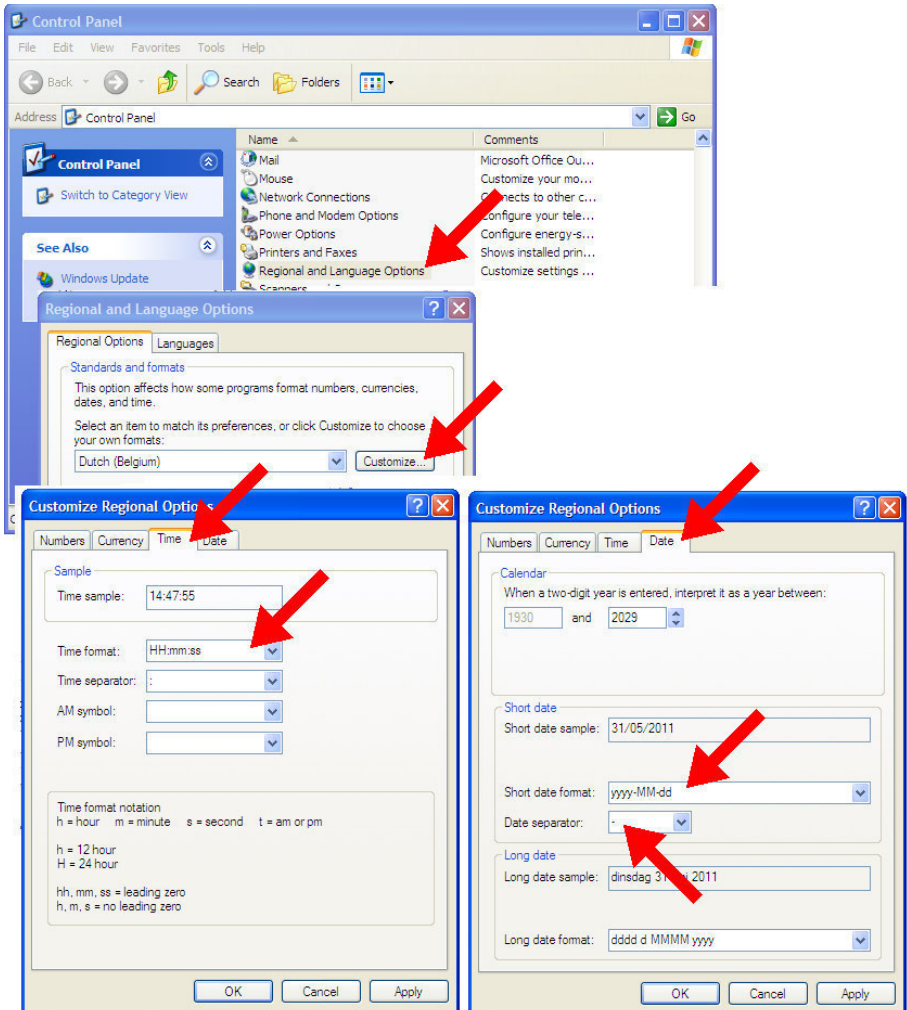 Control Panel
File Edit View Favorites Tools Help
Back Search Folders
Address Control Panel Go
Name Comments
Control Panel
Switch to Category View
See Also
Windows Update
Mail Microsoft Office Ou...
Mouse Customize your mo...
Network Connections Connects to other c...
Phone and Modem Options Configure your tele...
Power Options Configure energy-s...
Printers and Faxes Shows installed prin...
Regional and Language Options Customize settings ...
Scanners
Regional and Language Options
Regional Options Languages
Standards and formats
This option affects how some programs format numbers, currencies,
dates, and time.
Select an item to match its preferences, or click Customize to choose
your own formats:
Dutch (Belgium) Customize...
Customize Regional Options
Numbers Currency Time Date
Sample
Time sample: 14:47:55
Time format: HH:mm:ss
Time separator: :
AM symbol:
PM symbol:
Time format notation
h = hour m = minute s = second t = am or pm
h = 12 hour
H = 24 hour
hh, mm, ss = leading zero
h, m, s = no leading zero
OK Cancel Apply
Customize Regional Options
Numbers Currency Time Date
Calendar
When a two-digit year is entered, interpret it as a year between:
1930 and 2029
Short date
Short date sample: 31/05/2011
Short date format: yyyy-MM-dd
Date separator: -
Long date
Long date sample: dinsdag 31 2011
Long date format: dddd d MMMM yyyy
OK Cancel Apply